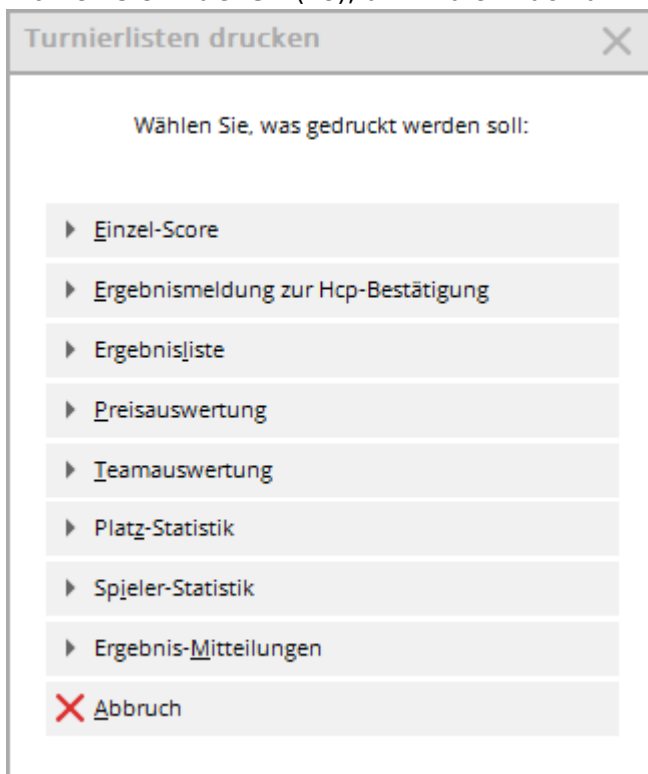 Turnierlisten drucken
Wählen Sie, was gedruckt werden soll:
Einzel-Score
Ergebnismeldung zur Hcp-Bestätigung
Ergebnisliste
Preisauswertung
Teamauswertung
Platz-Statistik
Spieler-Statistik
Ergebnis-Mitteilungen
Abbruch